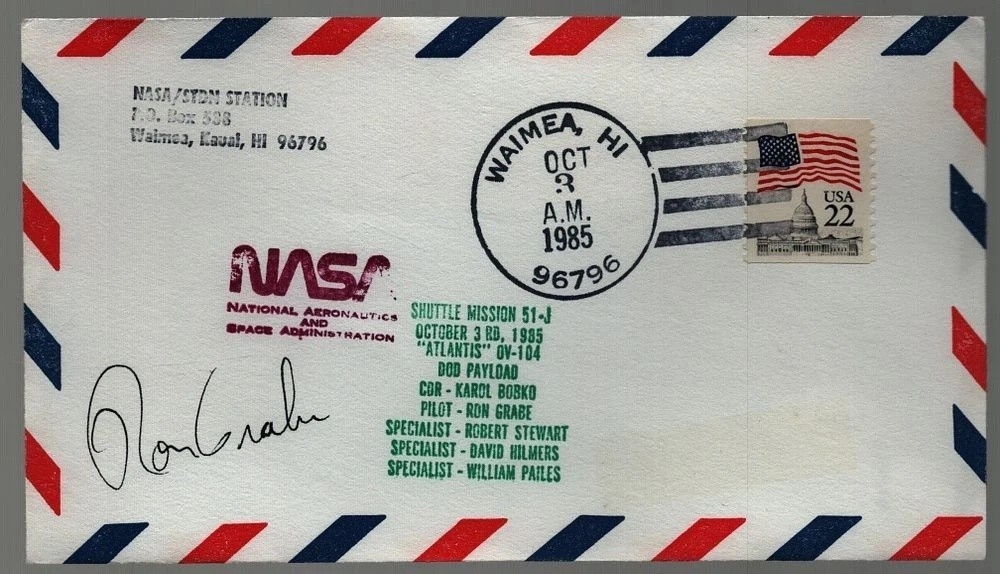 NASA/STDN STATION
P.O. Box 538
Waimea, Kauai, HI 96796
WAIMEA, HI
OCT
3
A.M.
1985
96796
USA
22
NASA
NATIONAL AERONAUTICS
AND
SPACE ADMINISTRATION
SHUTTLE MISSION 51-J
OCTOBER 3 RD, 1985
"ATLANTIS" OV-104
DOD PAYLOAD
CDR - KAROL BOBKO
PILOT - RON GRABE
SPECIALIST - ROBERT STEWART
SPECIALIST - DAVID HILMERS
SPECIALIST - WILLIAM PAILES
Ron Grabe